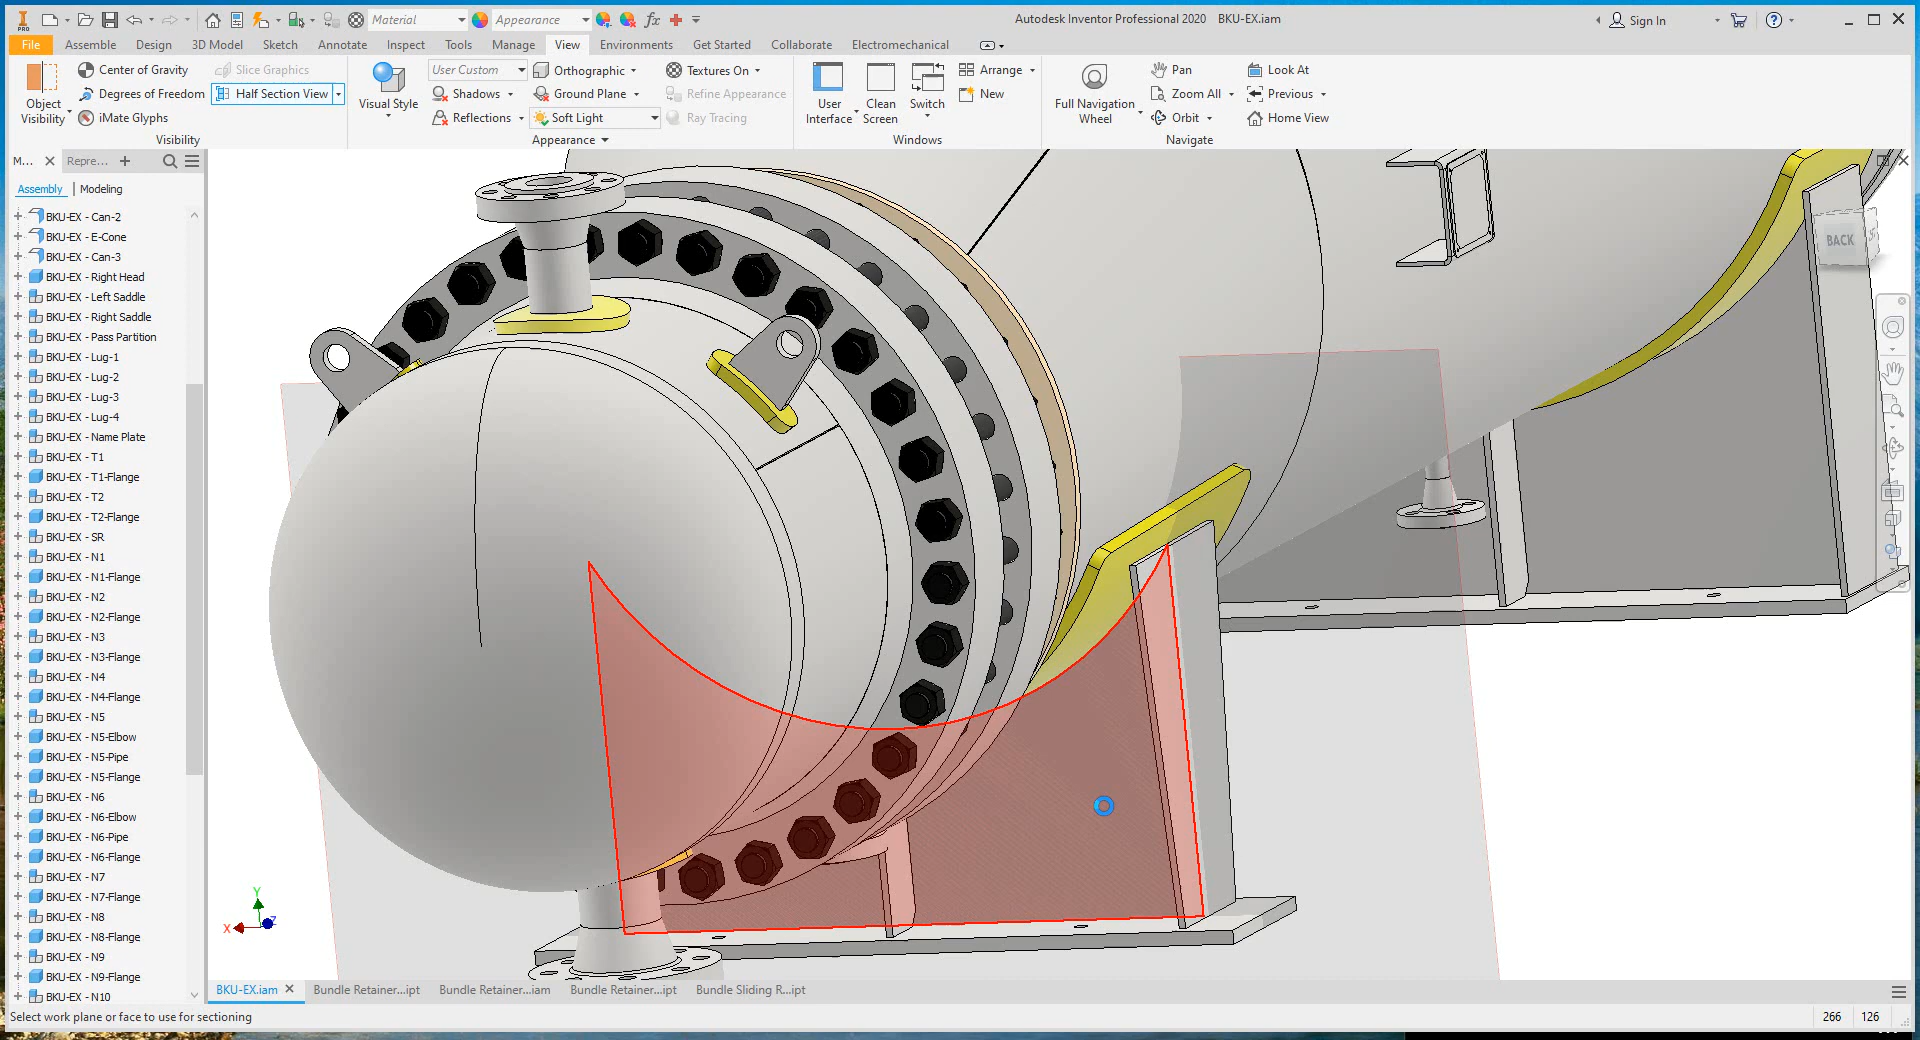 PRO
Material
Appearance
fx
Autodesk Inventor Professional 2020 BKU-EX.iam
Sign In
File
Assemble
Design
3D Model
Sketch
Annotate
Inspect
Tools
Manage
View
Environments
Get Started
Collaborate
Electromechanical
Object Visibility
Center of Gravity
Degrees of Freedom
iMate Glyphs
Slice Graphics
Half Section View
Visibility
Visual Style
User Custom
Shadows
Reflections
Orthographic
Ground Plane
Soft Light
Textures On
Refine Appearance
Ray Tracing
Appearance
User Interface
Clean Screen
Switch
Arrange
New
Windows
Full Navigation Wheel
Pan
Zoom All
Orbit
Look At
Previous
Home View
Navigate
M...
Repre...
Assembly
Modeling
BKU-EX - Can-2
BKU-EX - E-Cone
BKU-EX - Can-3
BKU-EX - Right Head
BKU-EX - Left Saddle
BKU-EX - Right Saddle
BKU-EX - Pass Partition
BKU-EX - Lug-1
BKU-EX - Lug-2
BKU-EX - Lug-3
BKU-EX - Lug-4
BKU-EX - Name Plate
BKU-EX - T1
BKU-EX - T1-Flange
BKU-EX - T2
BKU-EX - T2-Flange
BKU-EX - SR
BKU-EX - N1
BKU-EX - N1-Flange
BKU-EX - N2
BKU-EX - N2-Flange
BKU-EX - N3
BKU-EX - N3-Flange
BKU-EX - N4
BKU-EX - N4-Flange
BKU-EX - N5
BKU-EX - N5-Elbow
BKU-EX - N5-Pipe
BKU-EX - N5-Flange
BKU-EX - N6
BKU-EX - N6-Elbow
BKU-EX - N6-Pipe
BKU-EX - N6-Flange
BKU-EX - N7
BKU-EX - N7-Flange
BKU-EX - N8
BKU-EX - N8-Flange
BKU-EX - N9
BKU-EX - N9-Flange
BKU-EX - N10
BACK
Y
X
Z
BKU-EX.iam
Bundle Retainer...ipt
Bundle Retainer...iam
Bundle Retainer...ipt
Bundle Sliding R...ipt
Select work plane or face to use for sectioning
266
126